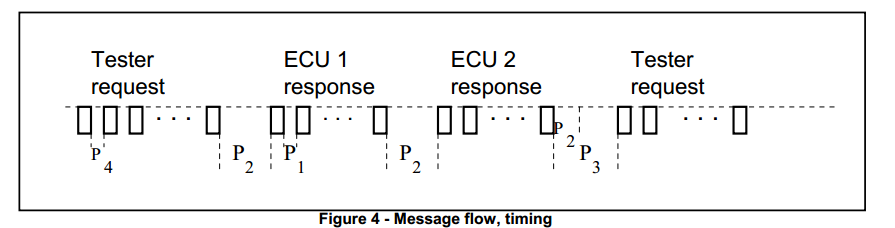 Tester request
ECU 1 response
ECU 2 response
Tester request
P4
P2
P1
P2
P2
P3
Figure 4 - Message flow, timing